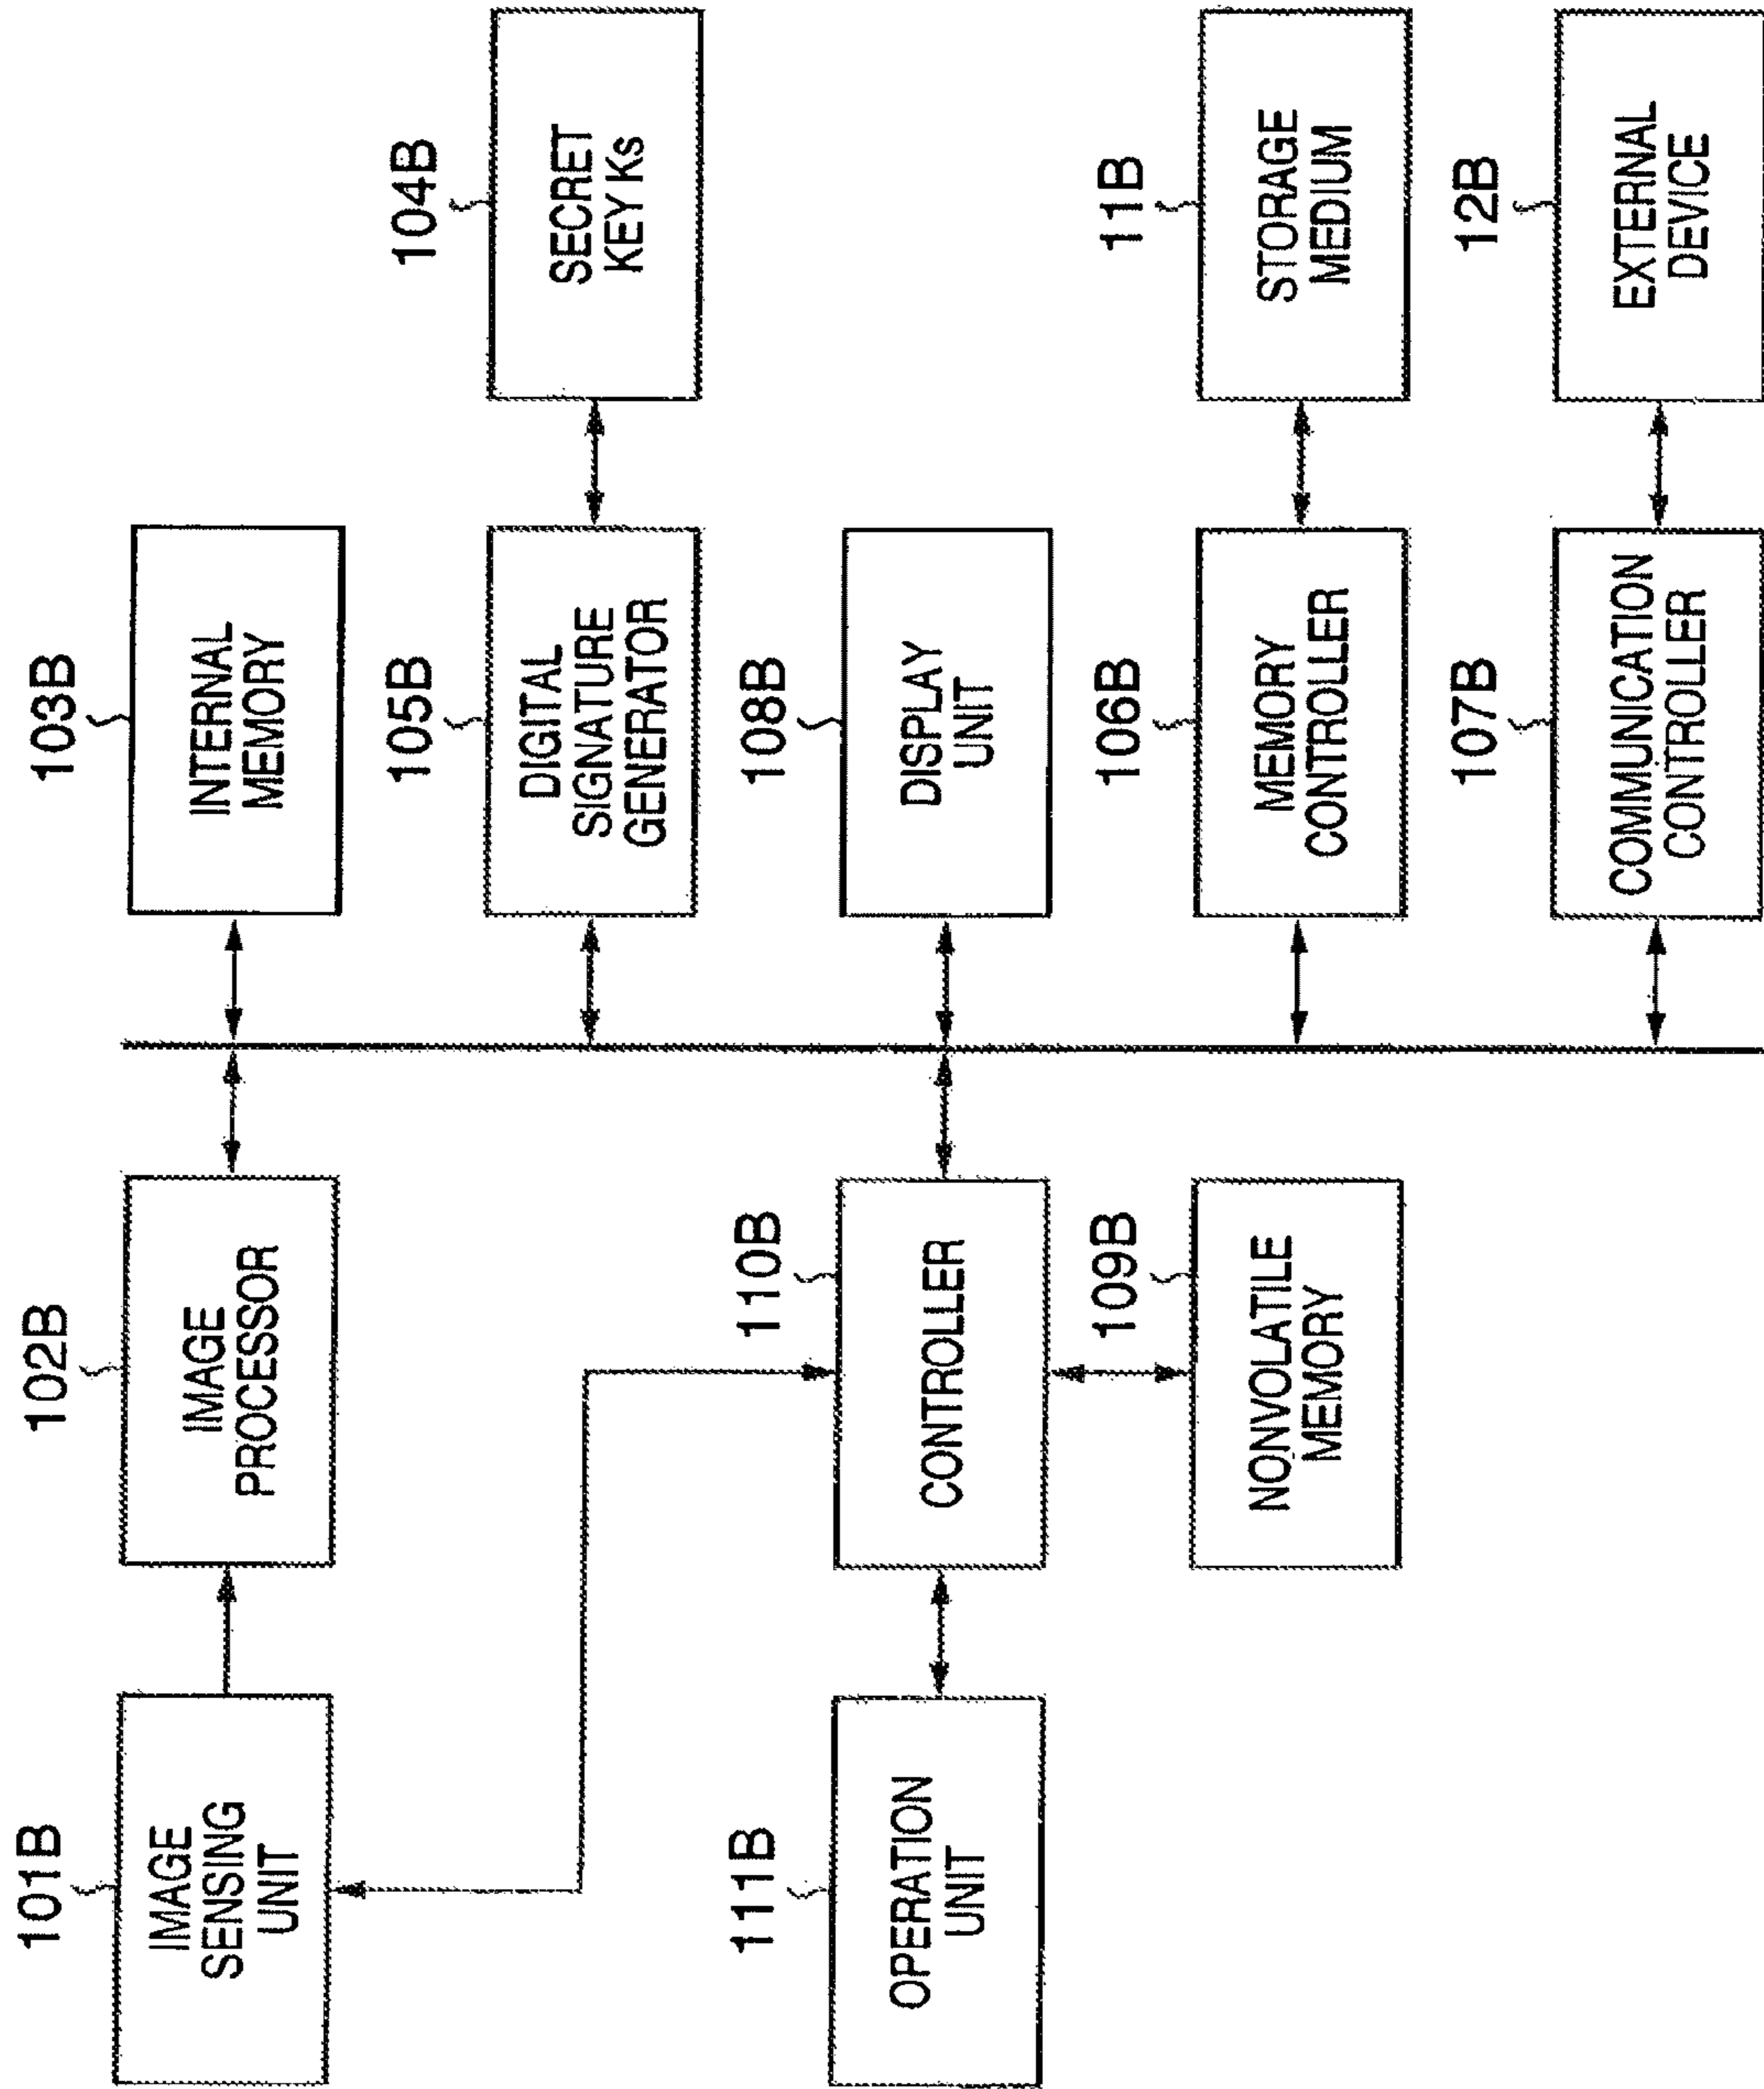 101B
IMAGE
SENSING
UNIT
102B
IMAGE
PROCESSOR
103B
INTERNAL
MEMORY
105B
DIGITAL
SIGNATURE
GENERATOR
104B
SECRET
KEY Ks
111B
OPERATION
UNIT
110B
CONTROLLER
108B
DISPLAY
UNIT
109B
NONVOLATILE
MEMORY
106B
MEMORY
CONTROLLER
11B
STORAGE
MEDIUM
107B
COMMUNICATION
CONTROLLER
12B
EXTERNAL
DEVICE